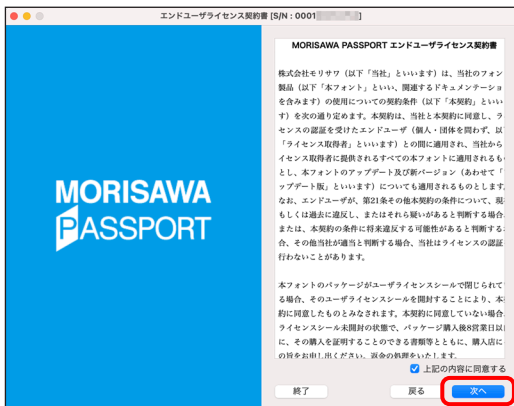 エンドユーザライセンス契約書 [S/N : 0001 ]
MORISAWA
PASSPORT
MORISAWA PASSPORT エンドユーザライセンス契約書
株式会社モリサワ（以下「当社」といいます）は、当社のフォン
製品（以下「本フォント」といい、関連するドキュメンテーショ
を含みます）の使用についての契約条件（以下「本契約」といい
す）を次の通り定めます。本契約は、当社と本契約に同意し、ラ
センスの認証を受けたエンドユーザ（個人・団体を問わず、以
「ライセンス取得者」といいます）との間に適用され、当社から
イセンス取得者に提供されるすべての本フォントに適用されるも
とし、本フォントのアップデート及び新バージョン（あわせて「
ップデート版」といいます）についても適用されるものとします
なお、エンドユーザが、第21条その他本契約の条件について、現
もしくは過去に違反し、またはそれら疑いがあると判断する場合、
または、本契約の条件に将来違反する可能性があると判断する
合、その他当社が適当と判断する場合、当社はライセンスの認証
行わないことがあります。
本フォントのパッケージがユーザライセンスシールで閉じられて
る場合、そのユーザライセンスシールを開封することにより、本
約に同意したものとみなされます。本契約に同意していない場合
ライセンスシール未開封の状態で、パッケージ購入後8営業日以
に、その購入を証明することのできる書類等とともに、購入店に
の旨をお申し出ください。返金の処理をいたします。
上記の内容に同意する
終了
戻る
次へ